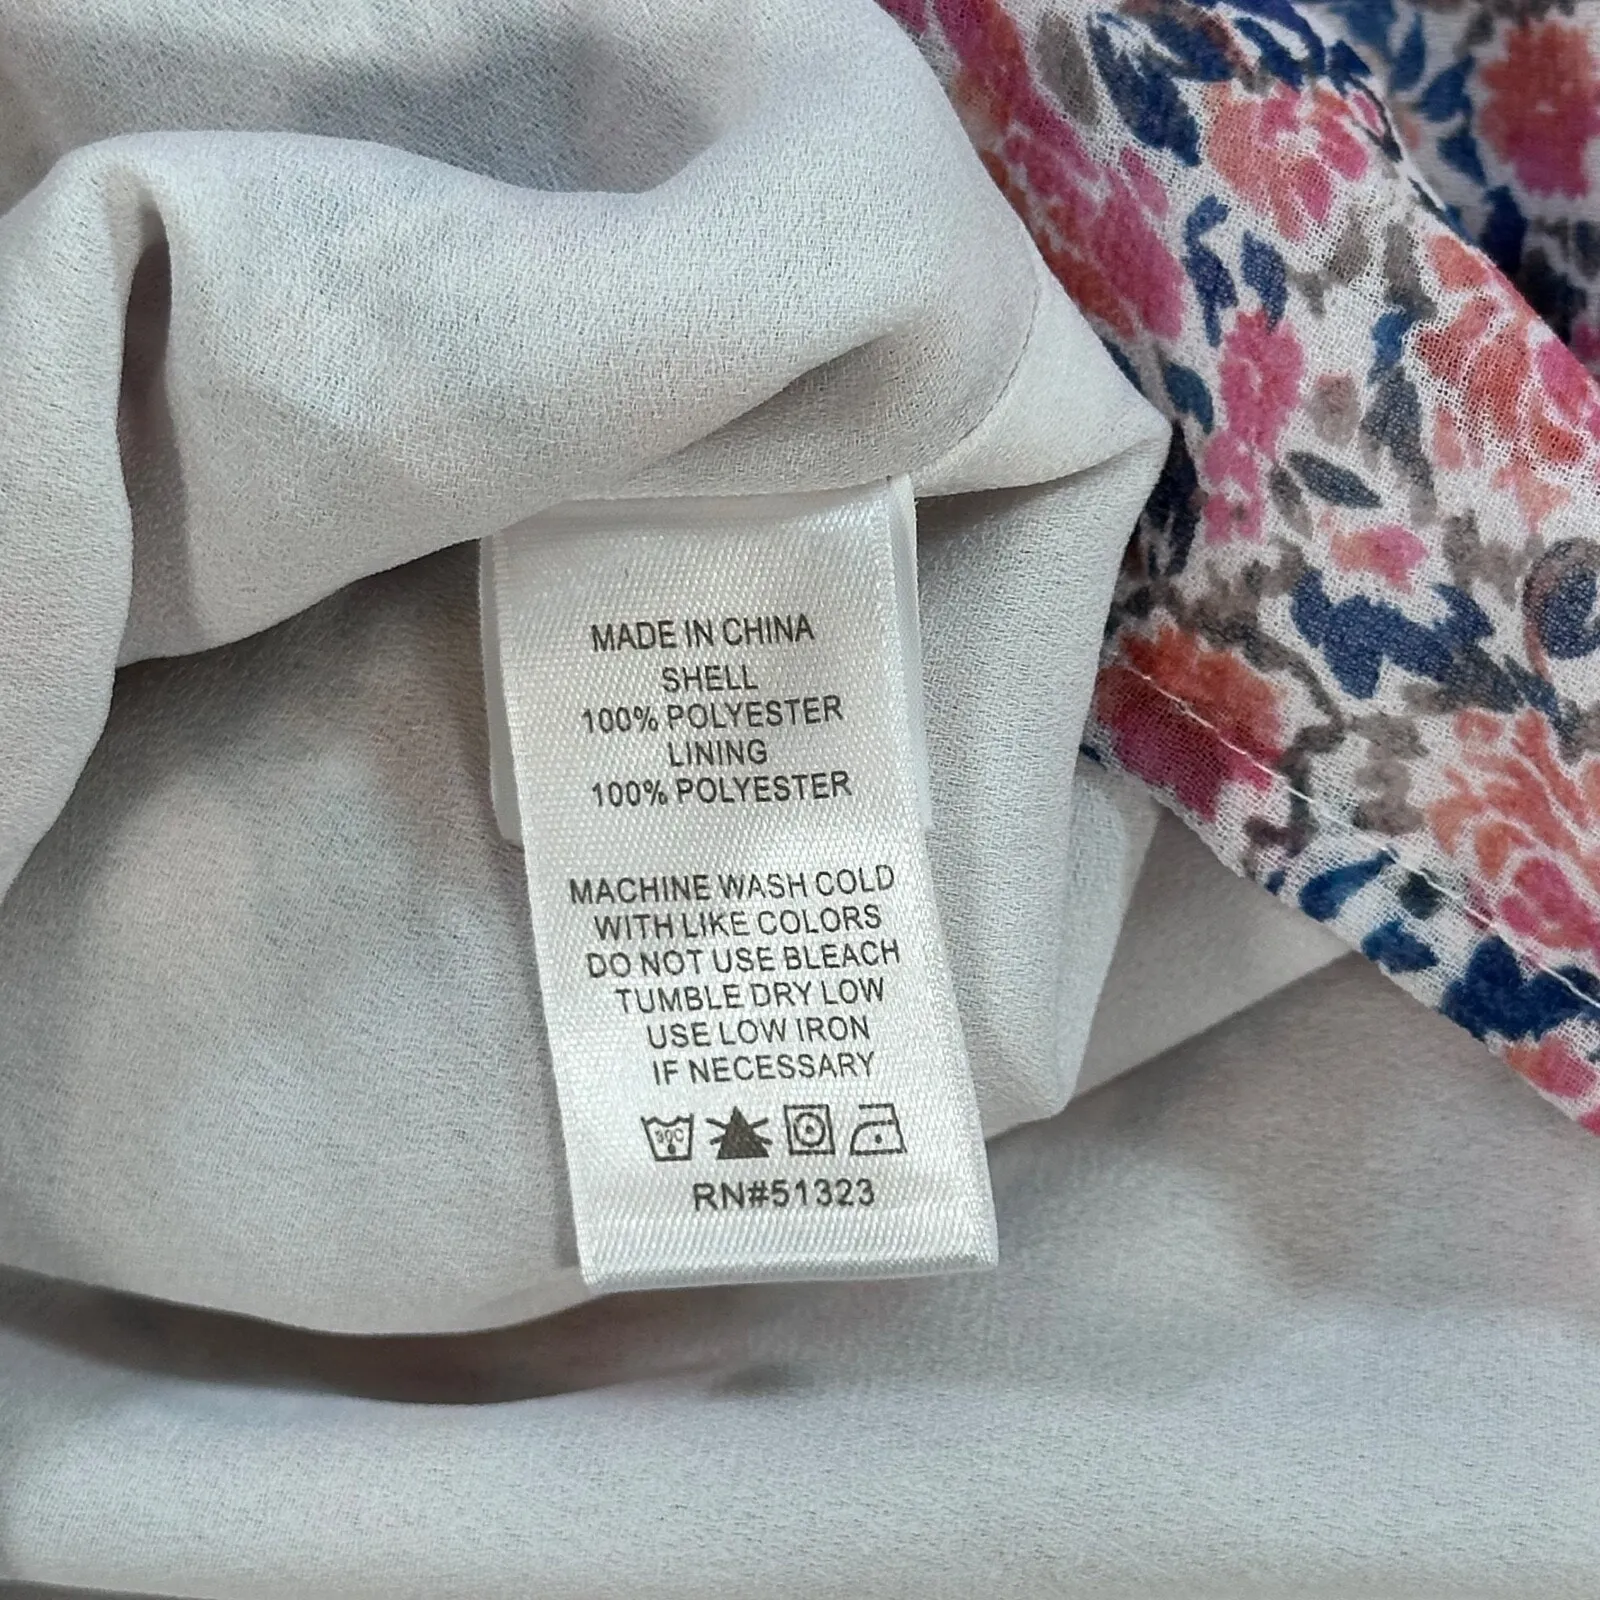 MADE IN CHINA
SHELL
100% POLYESTER
LINING
100% POLYESTER
MACHINE WASH COLD
WITH LIKE COLORS
DO NOT USE BLEACH
TUMBLE DRY LOW
USE LOW IRON
IF NECESSARY
30C
RN#51323